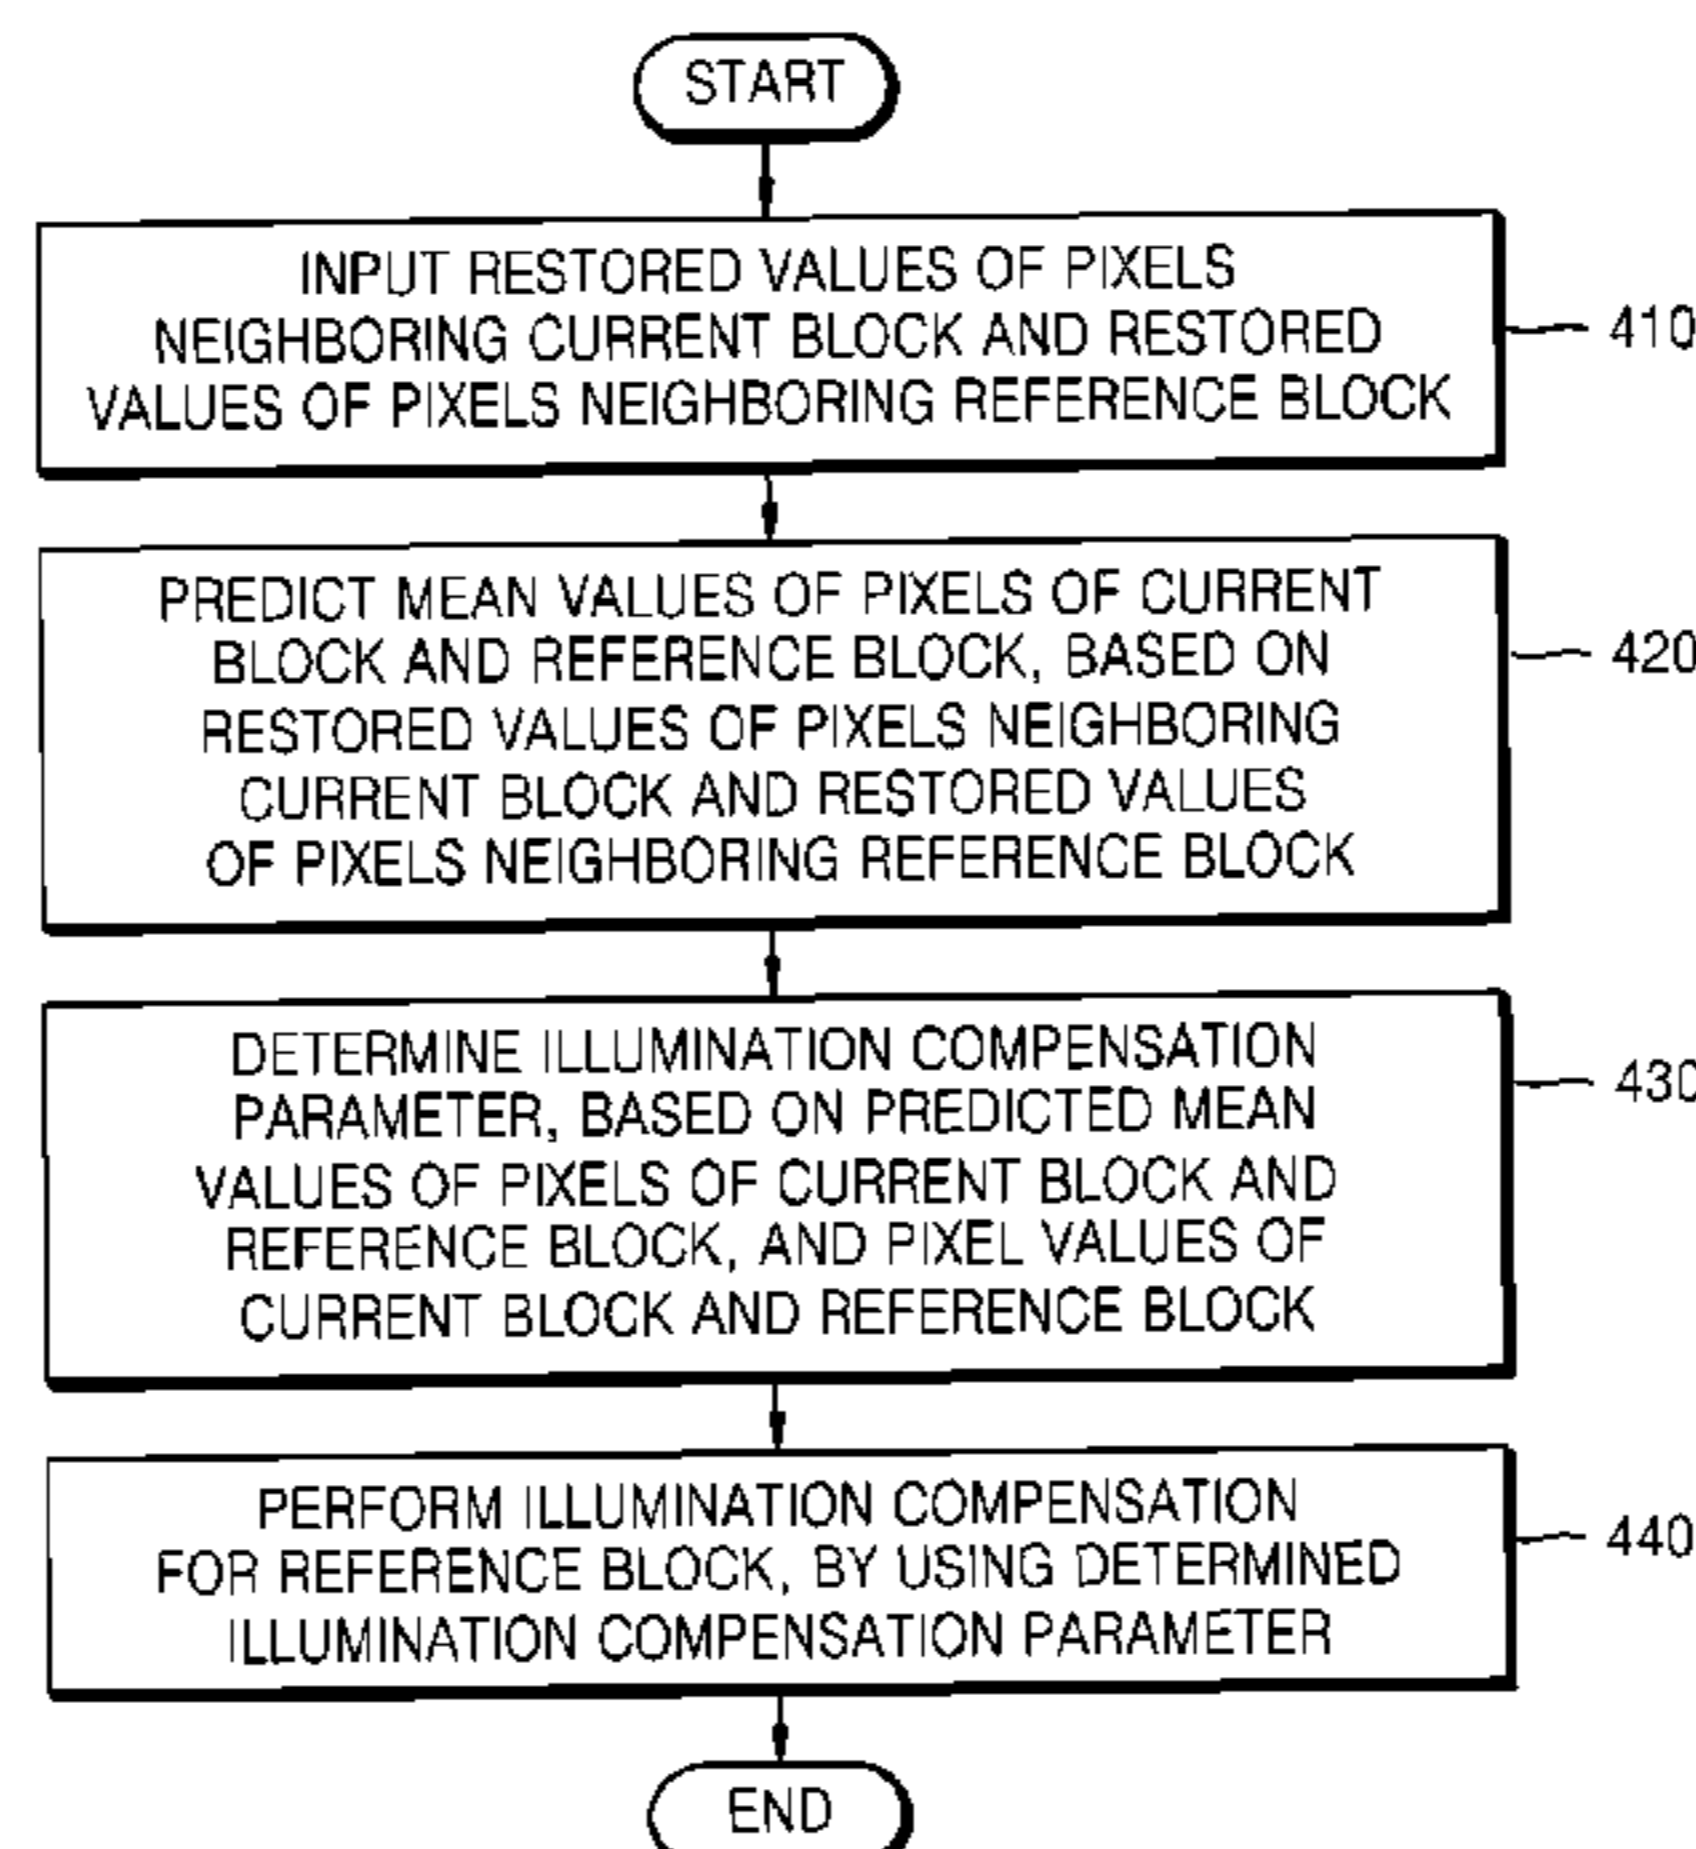 START
INPUT RESTORED VALUES OF PIXELS
NEIGHBORING CURRENT BLOCK AND RESTORED
VALUES OF PIXELS NEIGHBORING REFERENCE BLOCK
410
PREDICT MEAN VALUES OF PIXELS OF CURRENT
BLOCK AND REFERENCE BLOCK, BASED ON
RESTORED VALUES OF PIXELS NEIGHBORING
CURRENT BLOCK AND RESTORED VALUES
OF PIXELS NEIGHBORING REFERENCE BLOCK
420
DETERMINE ILLUMINATION COMPENSATION
PARAMETER, BASED ON PREDICTED MEAN
VALUES OF PIXELS OF CURRENT BLOCK AND
REFERENCE BLOCK, AND PIXEL VALUES OF
CURRENT BLOCK AND REFERENCE BLOCK
430
PERFORM ILLUMINATION COMPENSATION
FOR REFERENCE BLOCK, BY USING DETERMINED
ILLUMINATION COMPENSATION PARAMETER
440
END